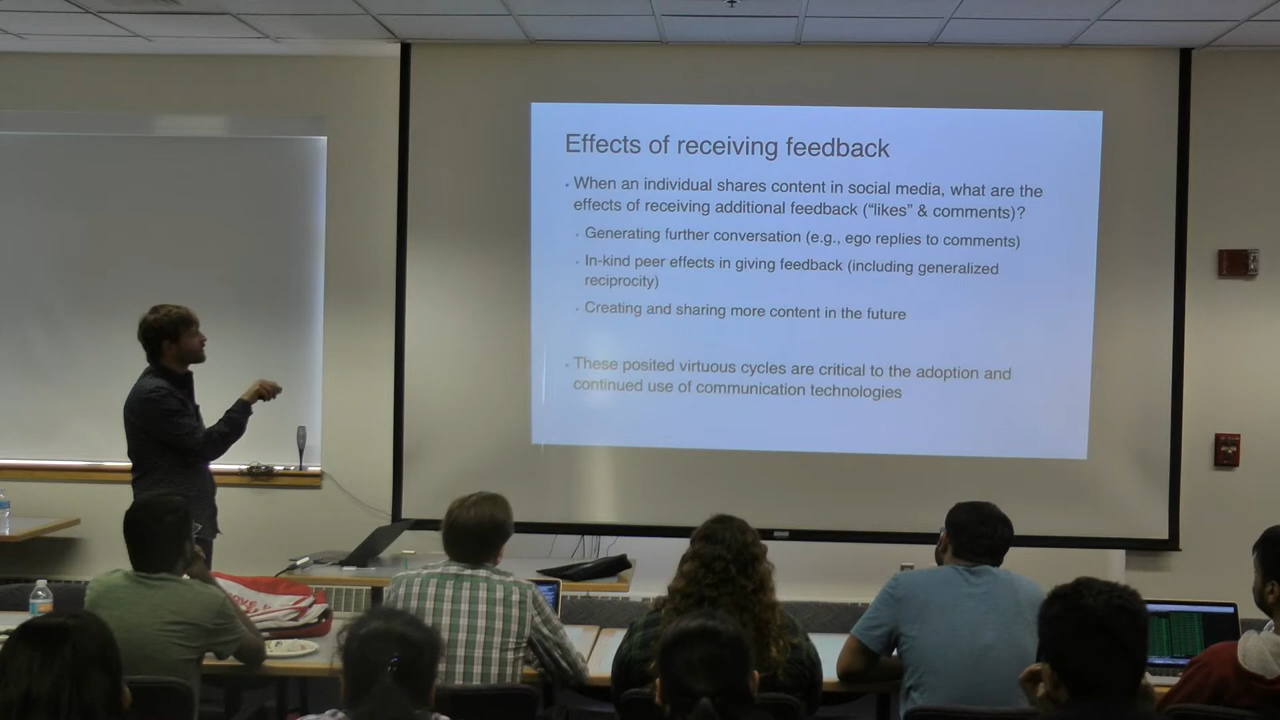 Effects of receiving feedback
When an individual shares content in social media, what are the
effects of receiving additional feedback (“likes” & comments)?
Generating further conversation (e.g., ego replies to comments)
In-kind peer effects in giving feedback (including generalized
reciprocity)
Creating and sharing more content in the future
These posited virtuous cycles are critical to the adoption and
continued use of communication technologies